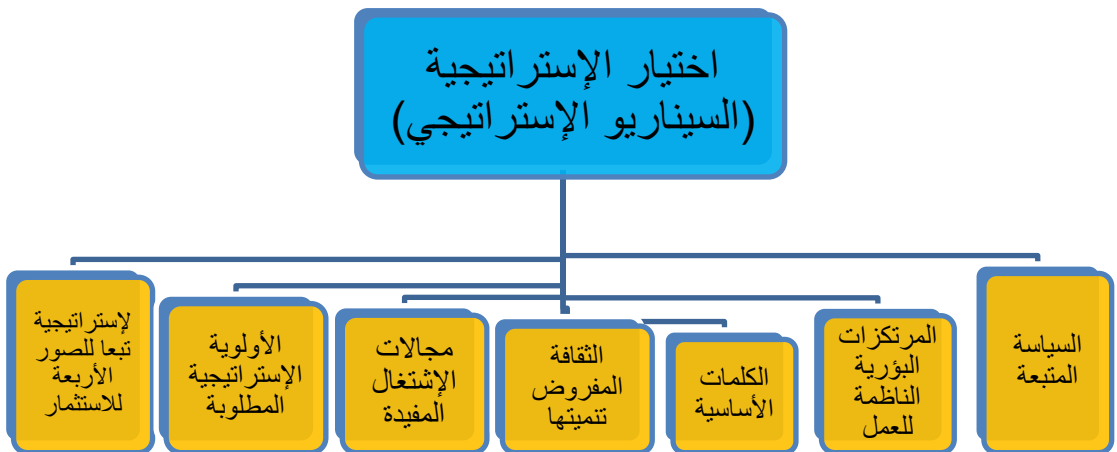 اختيار الإستراتيجية
(السيناريو الإستراتيجي)
السياسة
المتبعة
المرتكزات
البؤرية
الناظمة
للعمل
الكلمات
الأساسية
الثقافة
المفروض
تنميتها
مجالات
الإشتغال
المفيدة
الأولوية
الإستراتيجية
المطلوبة
لإستراتيجية
تبعا للصور
الأربعة
للاستثمار